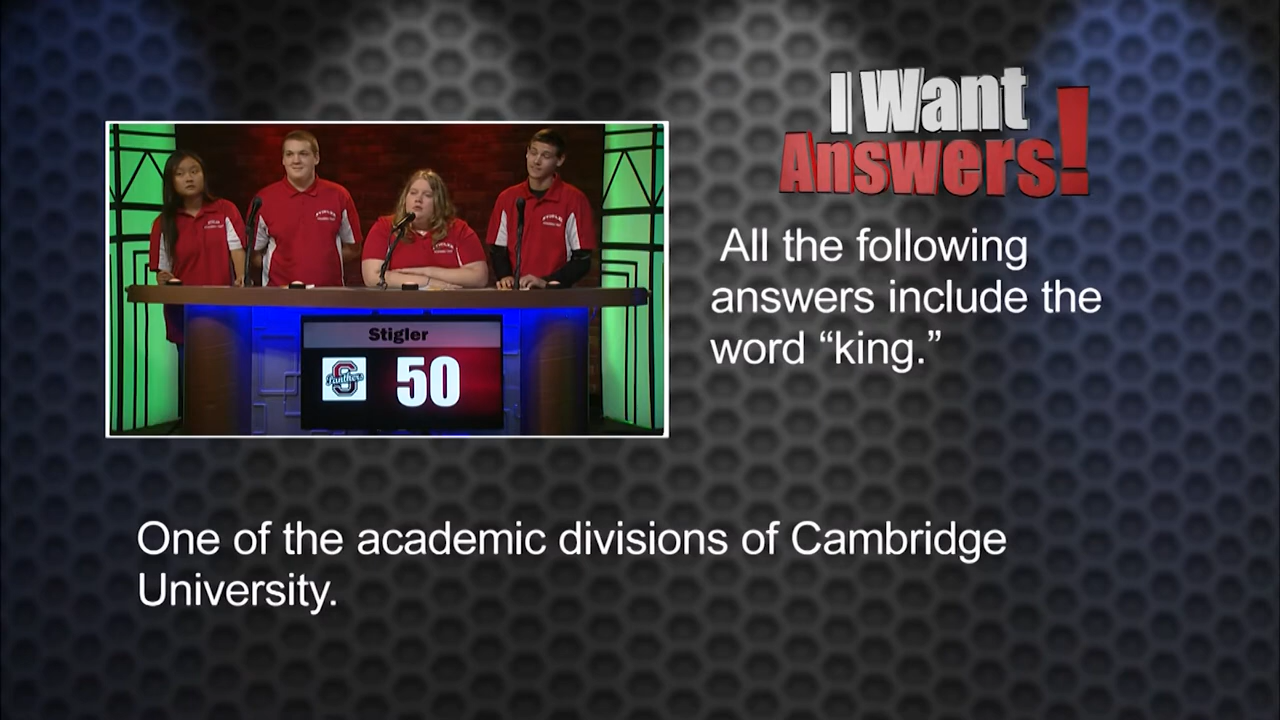 I Want
Answers!
All the following
answers include the
word “king.”
Stigler
Panthers
50
One of the academic divisions of Cambridge
University.